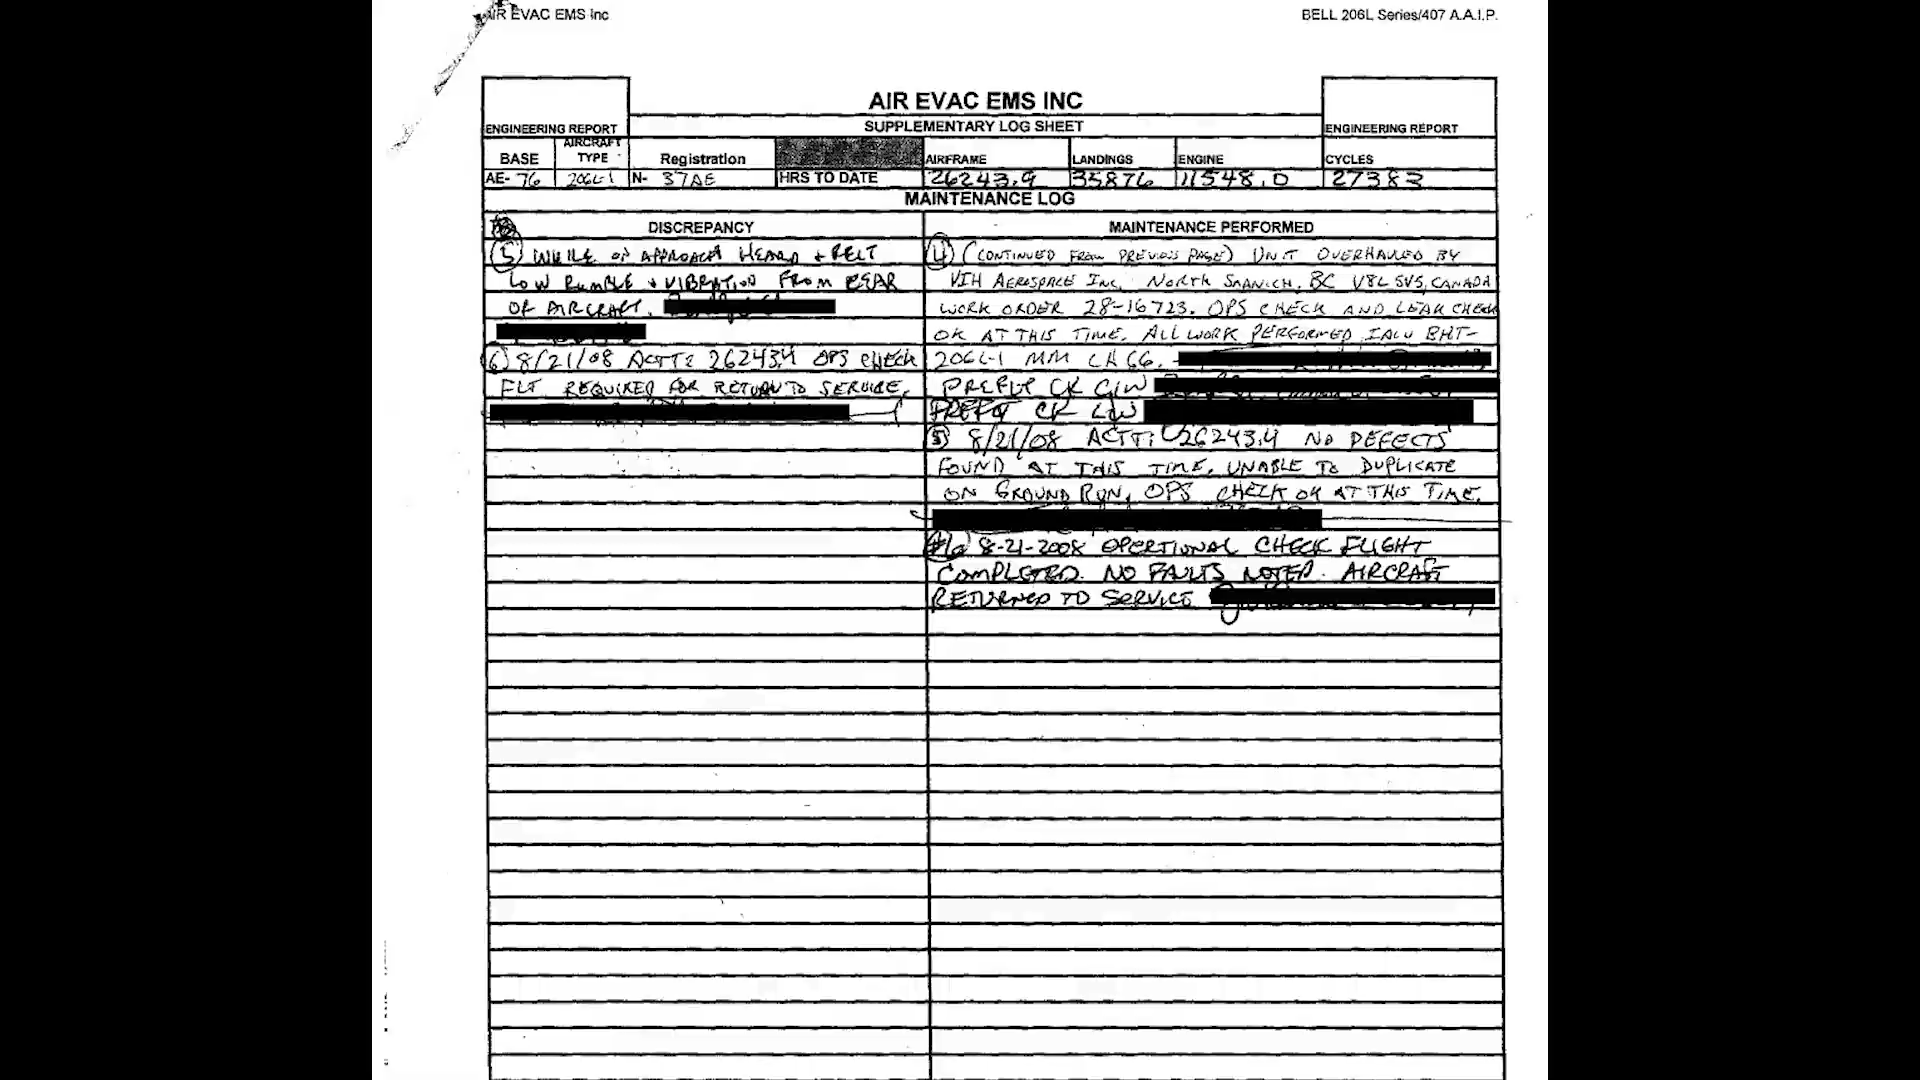 AIR EVAC EMS Inc
BELL 206L Series/407 A.A.I.P.
AIR EVAC EMS INC
SUPPLEMENTARY LOG SHEET
ENGINEERING REPORT
ENGINEERING REPORT
BASE AIRCRAFT TYPE Registration AIRFRAME LANDINGS ENGINE CYCLES
AE-76 206L-1 N- 37AE HRS TO DATE 26243.9 35876 11548.0 27383
MAINTENANCE LOG
DISCREPANCY
(5) WHILE ON APPROACH HEARD + FELT
LOW RUMBLE + VIBRATION FROM REAR
OF AIRCRAFT.
(6) 8/21/08 ACTT: 26243.4 OPS CHECK
FLT REQUIRED FOR RETURN TO SERVICE.
MAINTENANCE PERFORMED
(4) (CONTINUED FROM PREVIOUS PAGE) UNIT OVERHAULED BY
VIH AEROSPACE INC, NORTH SAANICH, BC V8L 5V5, CANADA
WORK ORDER 28-16723. OPS CHECK AND LEAK CHECK
OK AT THIS TIME. ALL WORK PERFORMED IAW BHT-
206L-1 MM CH 66.
PREFLT CK C/W
PREFLT CK C/W
(5) 8/21/08 ACTT: 26243.4 NO DEFECTS
FOUND AT THIS TIME. UNABLE TO DUPLICATE
ON GROUND RUN. OPS CHECK OK AT THIS TIME.
#6 8-21-2008 OPERTIONAL CHECK FLIGHT
COMPLETED. NO FAULTS NOTED. AIRCRAFT
RETURNED TO SERVICE